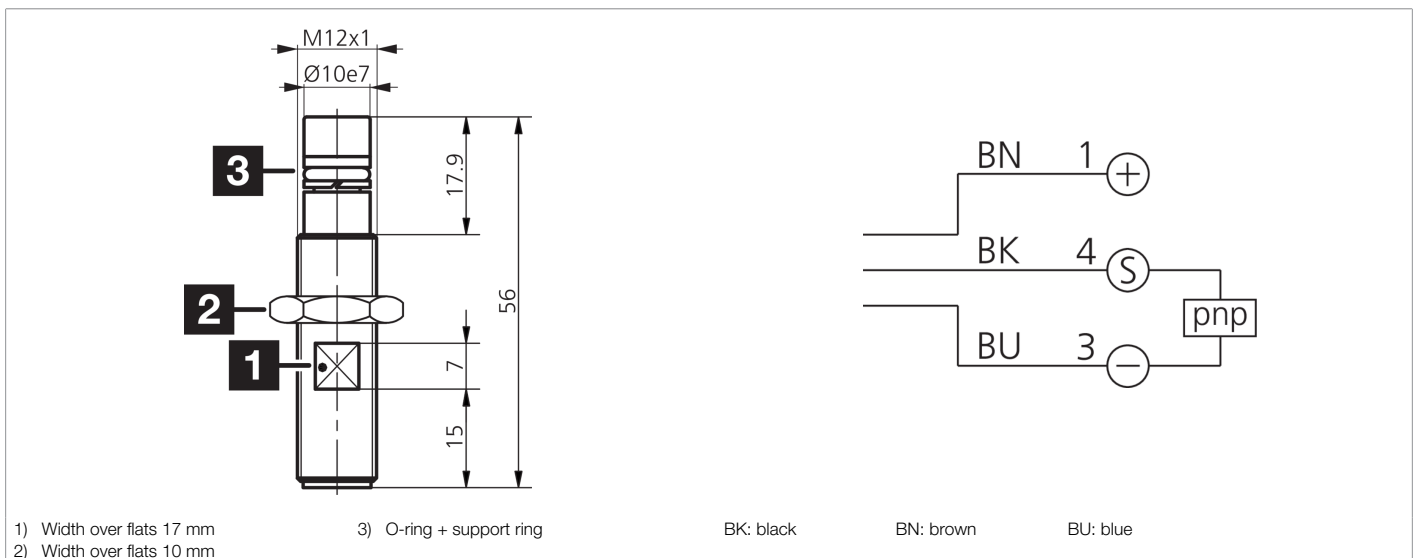 M12x1
Ø10e7
3
17.9
56
2
1
7
15
BN 1
+
BK 4
S
pnp
BU 3
−
1) Width over flats 17 mm
2) Width over flats 10 mm
3) O-ring + support ring
BK: black
BN: brown
BU: blue